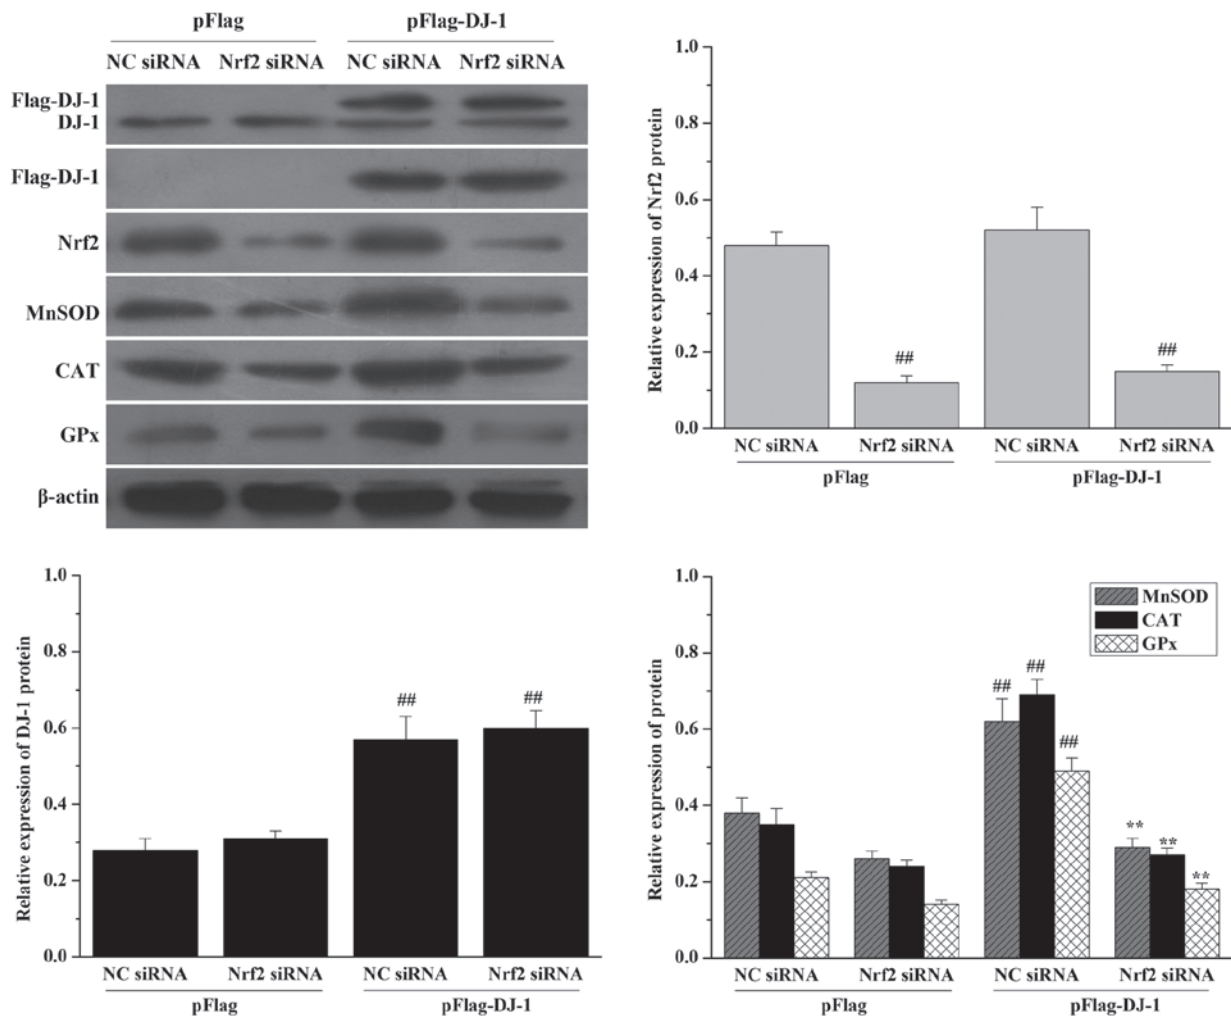 pFlag pFlag-DJ-1
NC siRNA Nrf2 siRNA NC siRNA Nrf2 siRNA
Flag-DJ-1
DJ-1
Flag-DJ-1
Nrf2
MnSOD
CAT
GPx
β-actin
Relative expression of Nrf2 protein
1.0
0.8
0.6
0.4
0.2
0.0
##
##
NC siRNA Nrf2 siRNA NC siRNA Nrf2 siRNA
pFlag pFlag-DJ-1
Relative expression of DJ-1 protein
1.0
0.8
0.6
0.4
0.2
0.0
##
##
NC siRNA Nrf2 siRNA NC siRNA Nrf2 siRNA
pFlag pFlag-DJ-1
Relative expression of protein
1.0
0.8
0.6
0.4
0.2
0.0
MnSOD
CAT
GPx
##
##
##
**
**
**
NC siRNA Nrf2 siRNA NC siRNA Nrf2 siRNA
pFlag pFlag-DJ-1